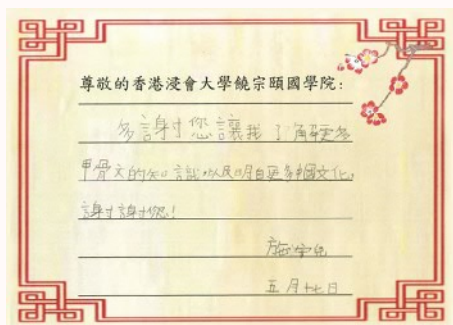 尊敬的香港浸會大學饒宗頤國學院:
多謝您讓我了解更多
甲骨文的知識以及明白更多中國文化。
謝謝您!
五月十七日